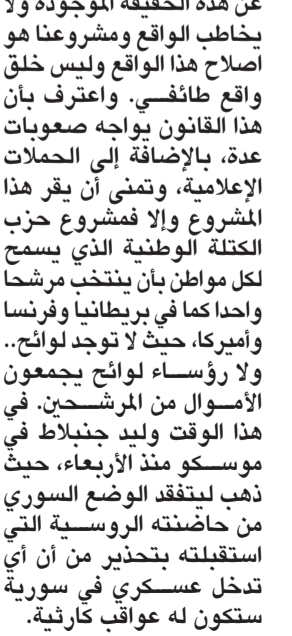 عن هذه الحقيقة الموجودة ولا
يخاطب الواقع ومشروعنا هو
اصلاح هذا الواقع وليس خلق
واقع طائفي. واعترف بأن
هذا القانون يواجه صعوبات
عدة، بالإضافة إلى الحملات
الإعلامية، وتمنى أن يقر هذا
المشروع وإلا فمشروع حزب
الكتلة الوطنية الذي يسمح
لكل مواطن بأن ينتخب مرشحا
واحدا كما في بريطانيا وفرنسا
وأميركا، حيث لا توجد لوائح..
ولا رؤساء لوائح يجمعون
الأموال من المرشحين. في
هذا الوقت وليد جنبلاط في
موسكو منذ الأربعاء، حيث
ذهب ليتفقد الوضع السوري
من حاضنته الروسية التي
استقبلته بتحذير من أن أي
تدخل عسكري في سورية
ستكون له عواقب كارثية.